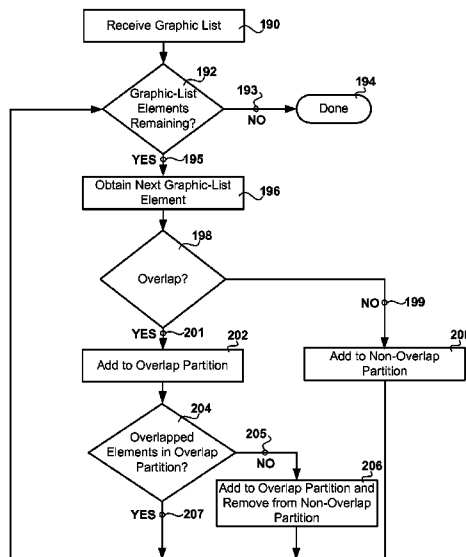 Receive Graphic List
190
192
Graphic-List
Elements
Remaining?
193
NO
194
Done
YES
195
Obtain Next Graphic-List
Element
196
198
Overlap?
NO
199
YES
201
202
Add to Overlap Partition
Add to Non-Overlap
Partition
204
Overlapped
Elements in Overlap
Partition?
205
NO
206
Add to Overlap Partition and
Remove from Non-Overlap
Partition
YES
207